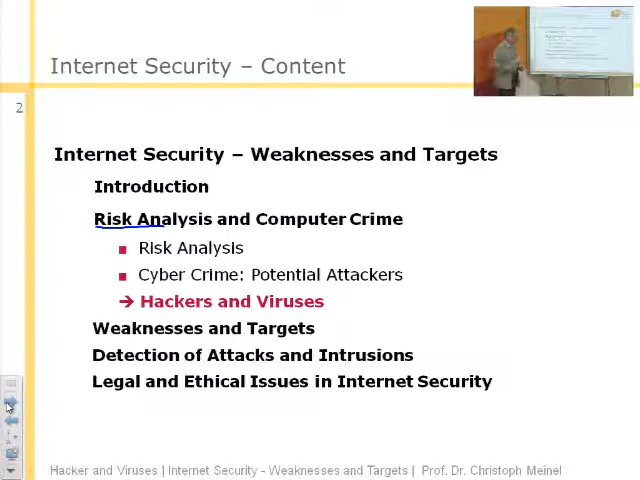 Internet Security – Content
2
Internet Security – Weaknesses and Targets
Introduction
Risk Analysis and Computer Crime
Risk Analysis
Cyber Crime: Potential Attackers
➔ Hackers and Viruses
Weaknesses and Targets
Detection of Attacks and Intrusions
Legal and Ethical Issues in Internet Security
Hacker and Viruses | Internet Security - Weaknesses and Targets | Prof. Dr. Christoph Meinel